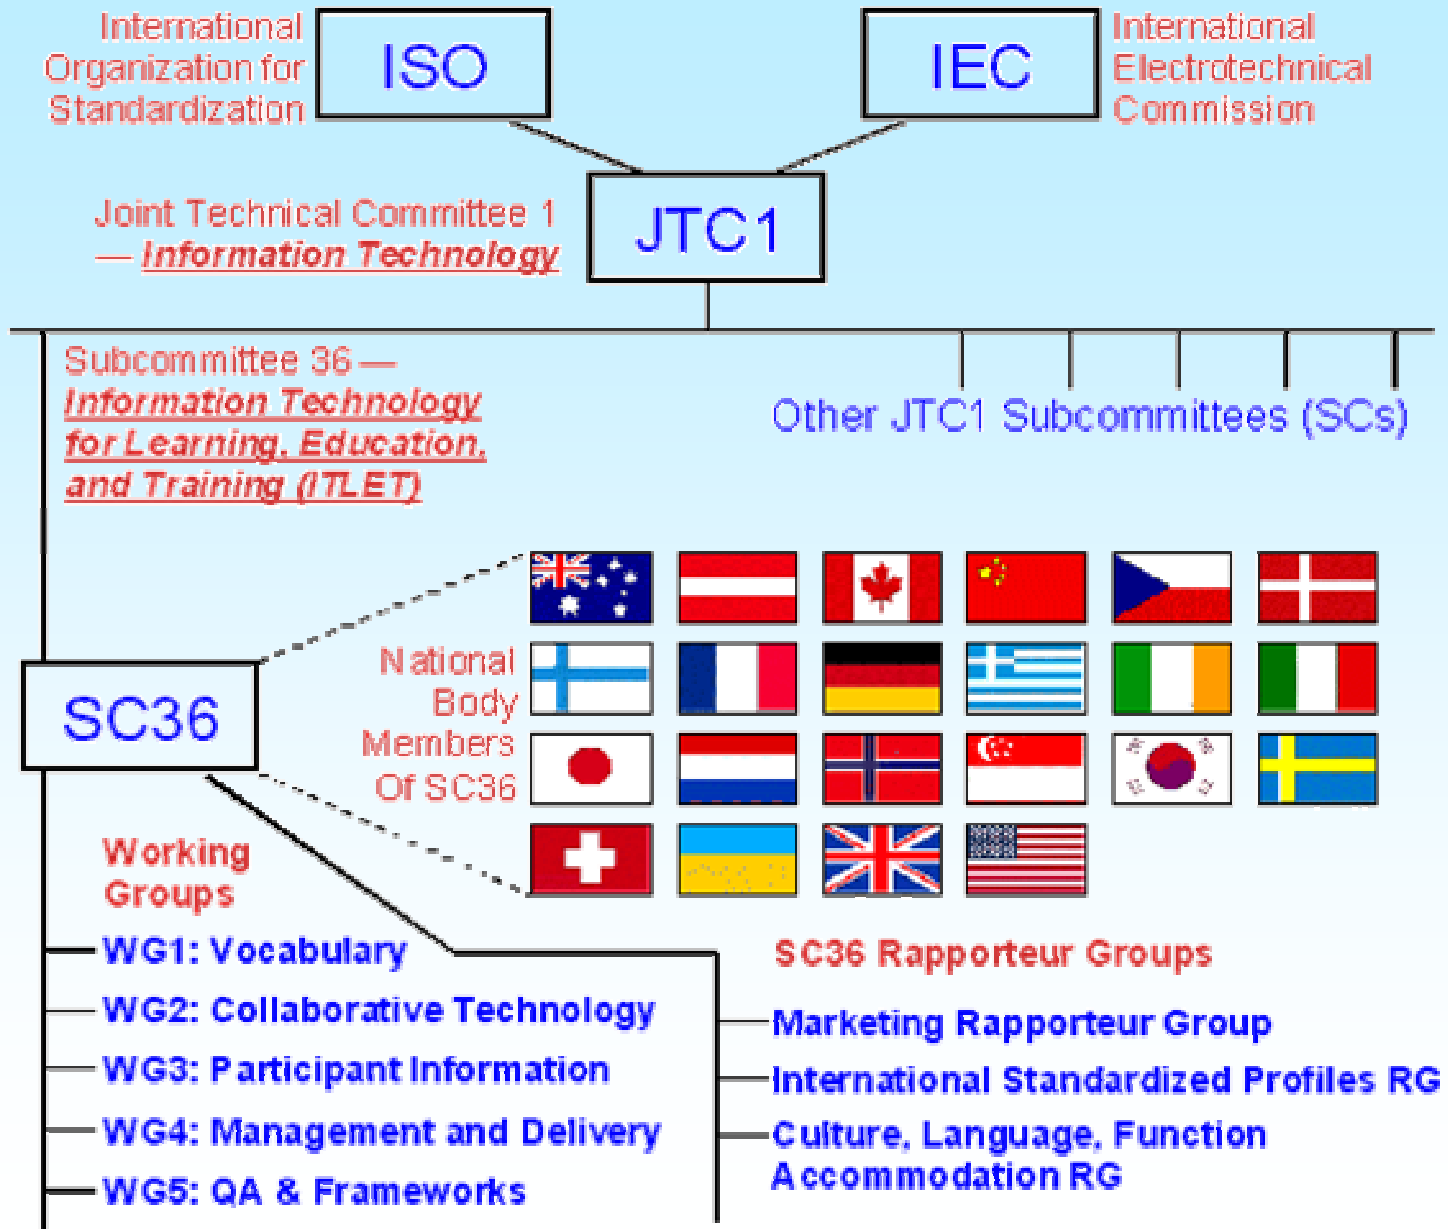 International
Organization for
Standardization
ISO
IEC
International
Electrotechnical
Commission
Joint Technical Committee 1
— Information Technology
JTC1
Subcommittee 36 —
Information Technology
for Learning, Education,
and Training (ITLET)
Other JTC1 Subcommittees (SCs)
SC36
National
Body
Members
Of SC36
Working
Groups
WG1: Vocabulary
WG2: Collaborative Technology
WG3: Participant Information
WG4: Management and Delivery
WG5: QA & Frameworks
SC36 Rapporteur Groups
Marketing Rapporteur Group
International Standardized Profiles RG
Culture, Language, Function
Accommodation RG